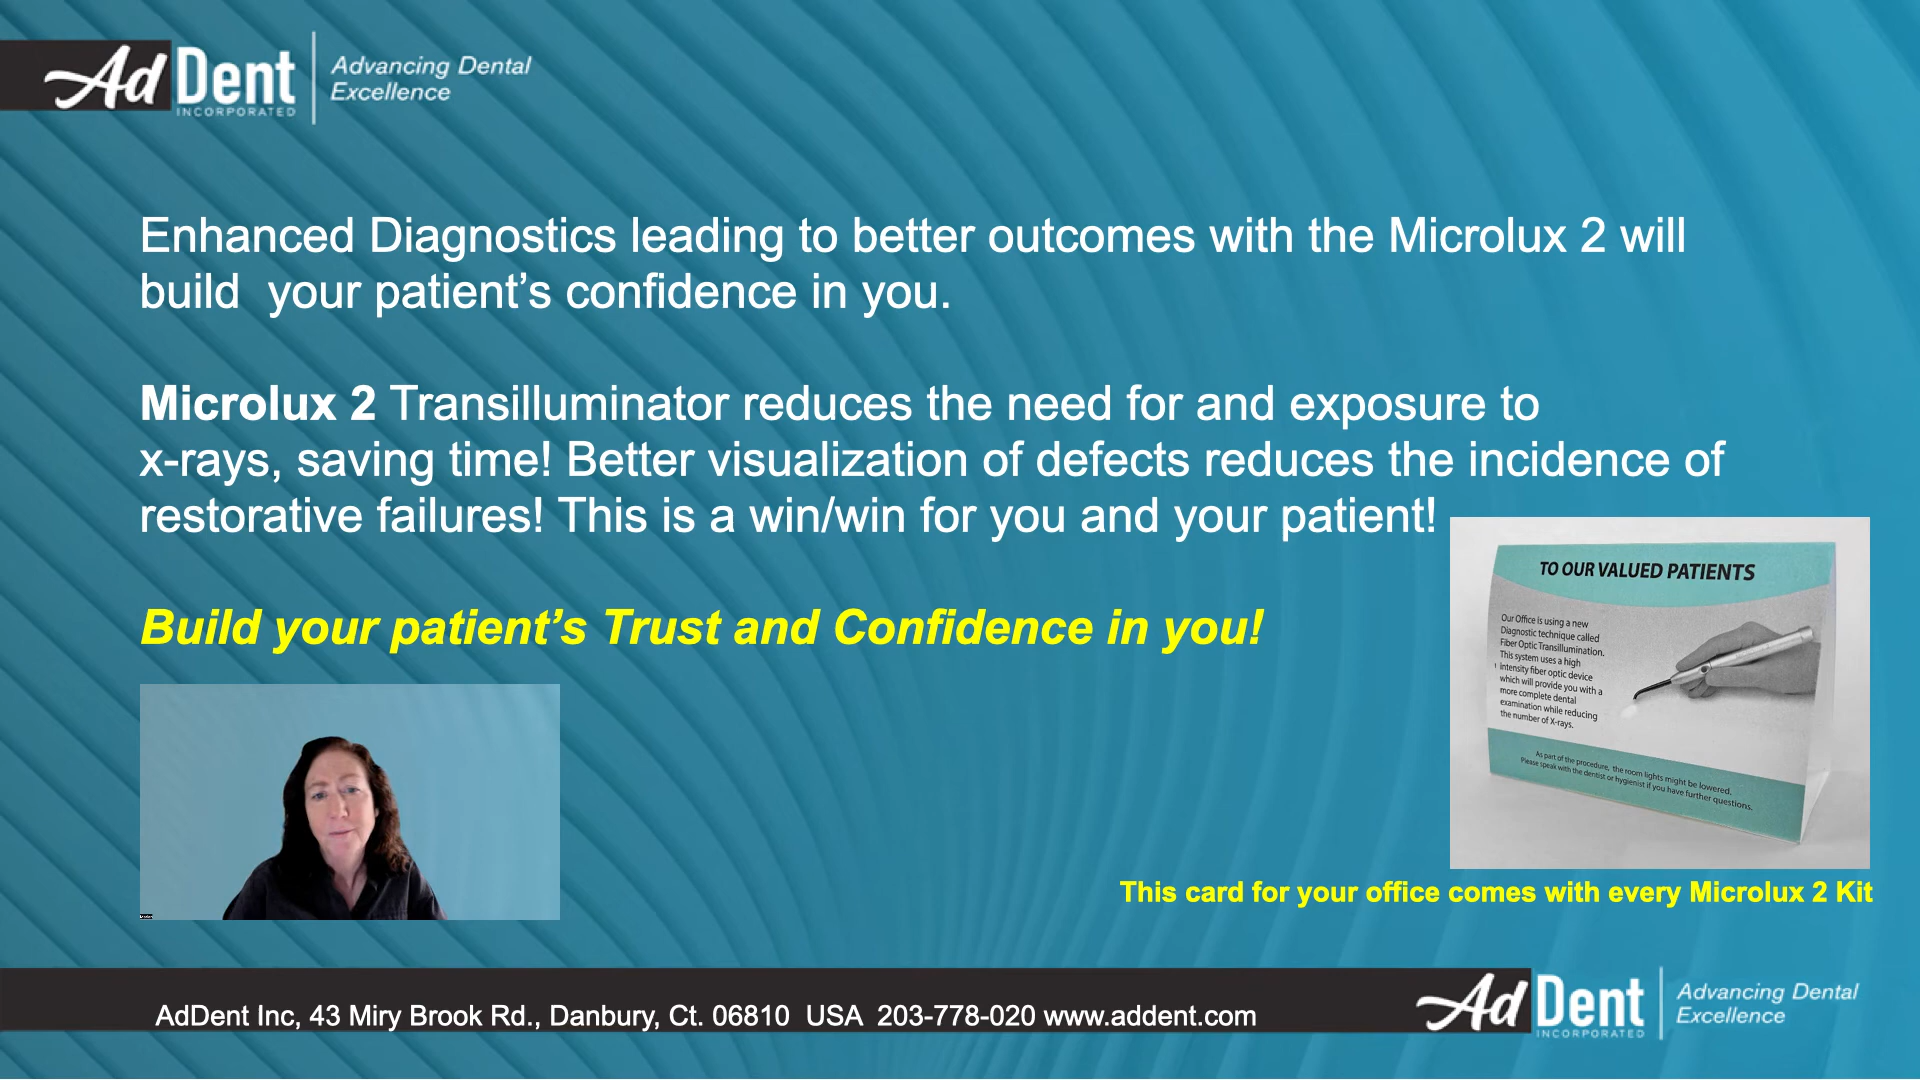 Ad Dent
INCORPORATED
Advancing Dental
Excellence
Enhanced Diagnostics leading to better outcomes with the Microlux 2 will
build  your patient’s confidence in you.
Microlux 2 Transilluminator reduces the need for and exposure to
x-rays, saving time! Better visualization of defects reduces the incidence of
restorative failures! This is a win/win for you and your patient!
Build your patient’s Trust and Confidence in you!
TO OUR VALUED PATIENTS
Our Office is using a new
Diagnostic technique called
Fiber Optic Transillumination.
This system uses a high
intensity fiber optic device
which will provide you with a
more complete dental
examination while reducing
the number of X-rays.
As part of the procedure, the room lights might be lowered.
Please speak with the dentist or hygienist if you have further questions.
This card for your office comes with every Microlux 2 Kit
AdDent Inc, 43 Miry Brook Rd., Danbury, Ct. 06810  USA  203-778-020 www.addent.com
Ad Dent
INCORPORATED
Advancing Dental
Excellence